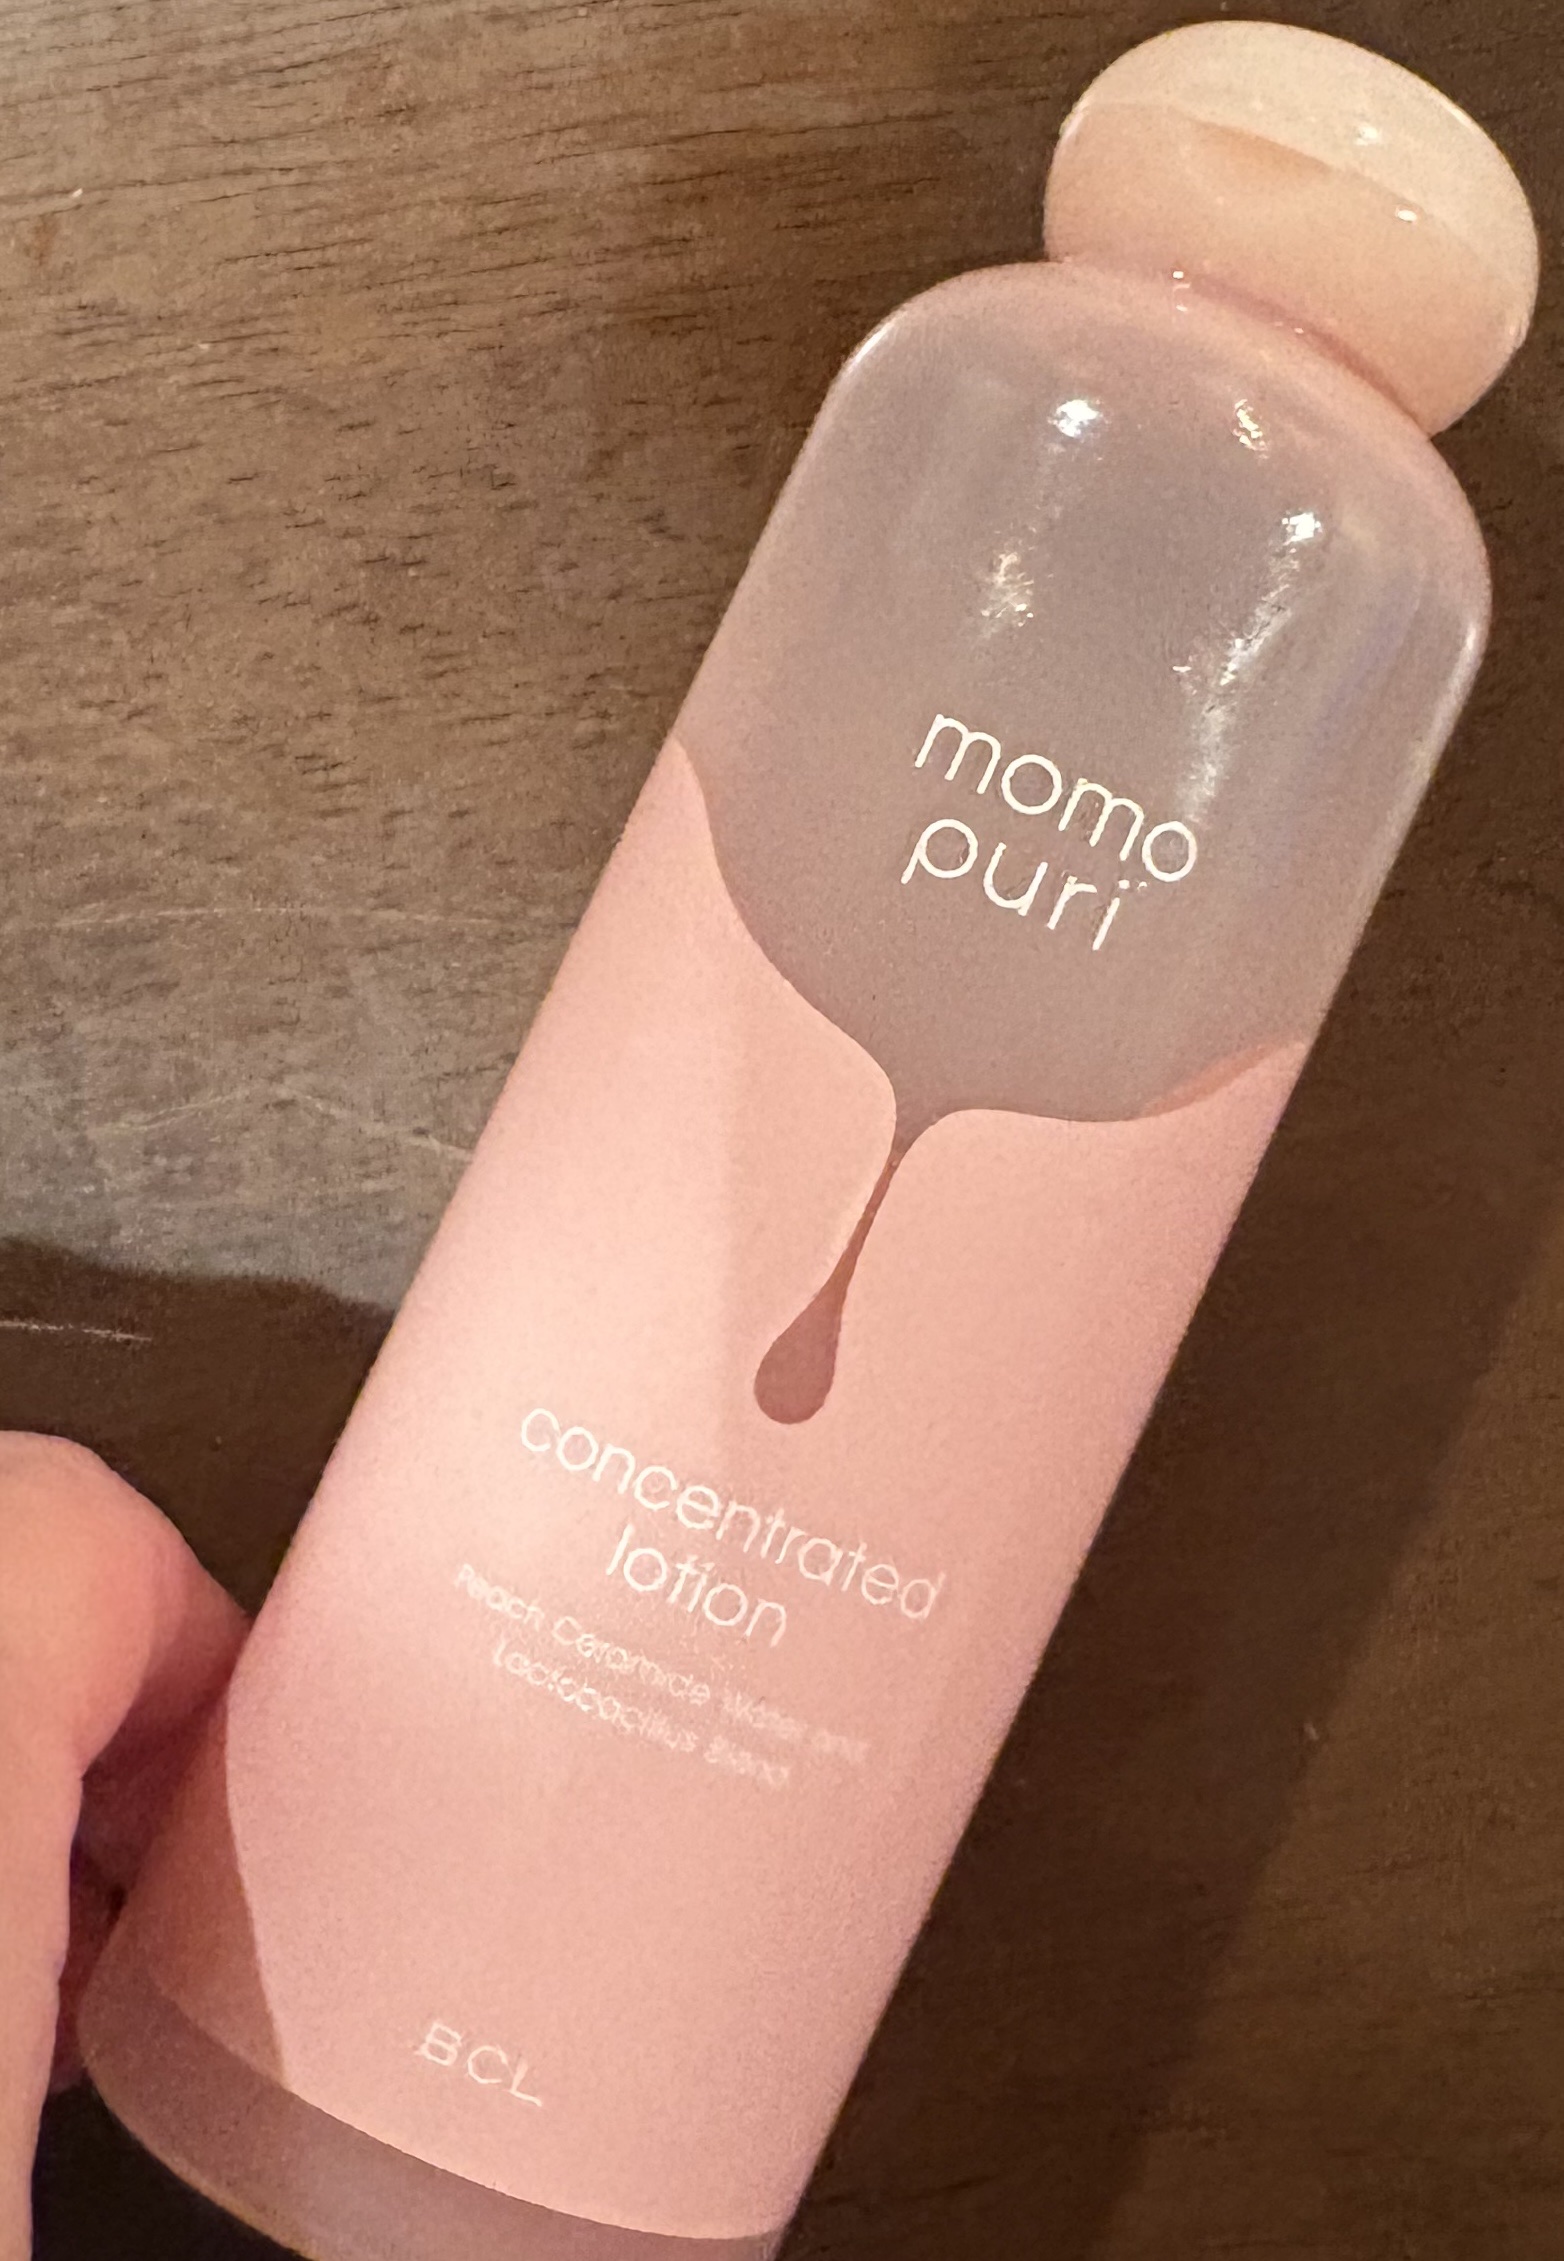 momo
puri
concentrated
lotion
Peach Ceramide Water and
Lactobacillus Blend
BCL